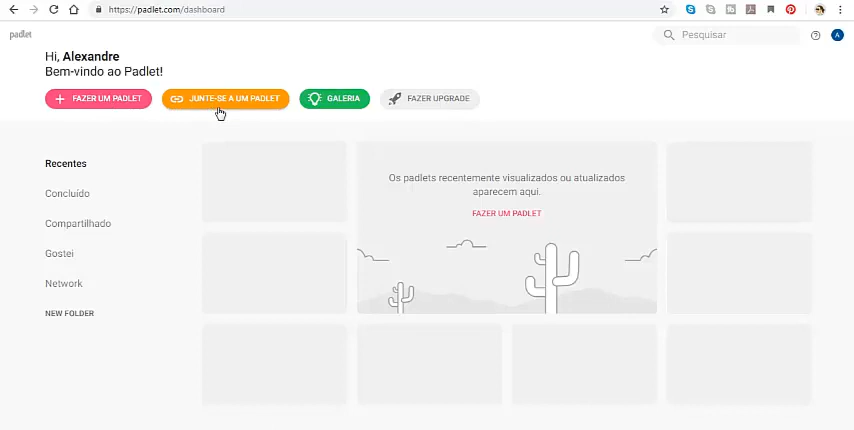 https://padlet.com/dashboard
padlet
Pesquisar
A
Hi, Alexandre
Bem-vindo ao Padlet!
FAZER UM PADLET
JUNTE-SE A UM PADLET
GALERIA
FAZER UPGRADE
Recentes
Concluído
Compartilhado
Gostei
Network
NEW FOLDER
Os padlets recentemente visualizados ou atualizados
aparecem aqui.
FAZER UM PADLET